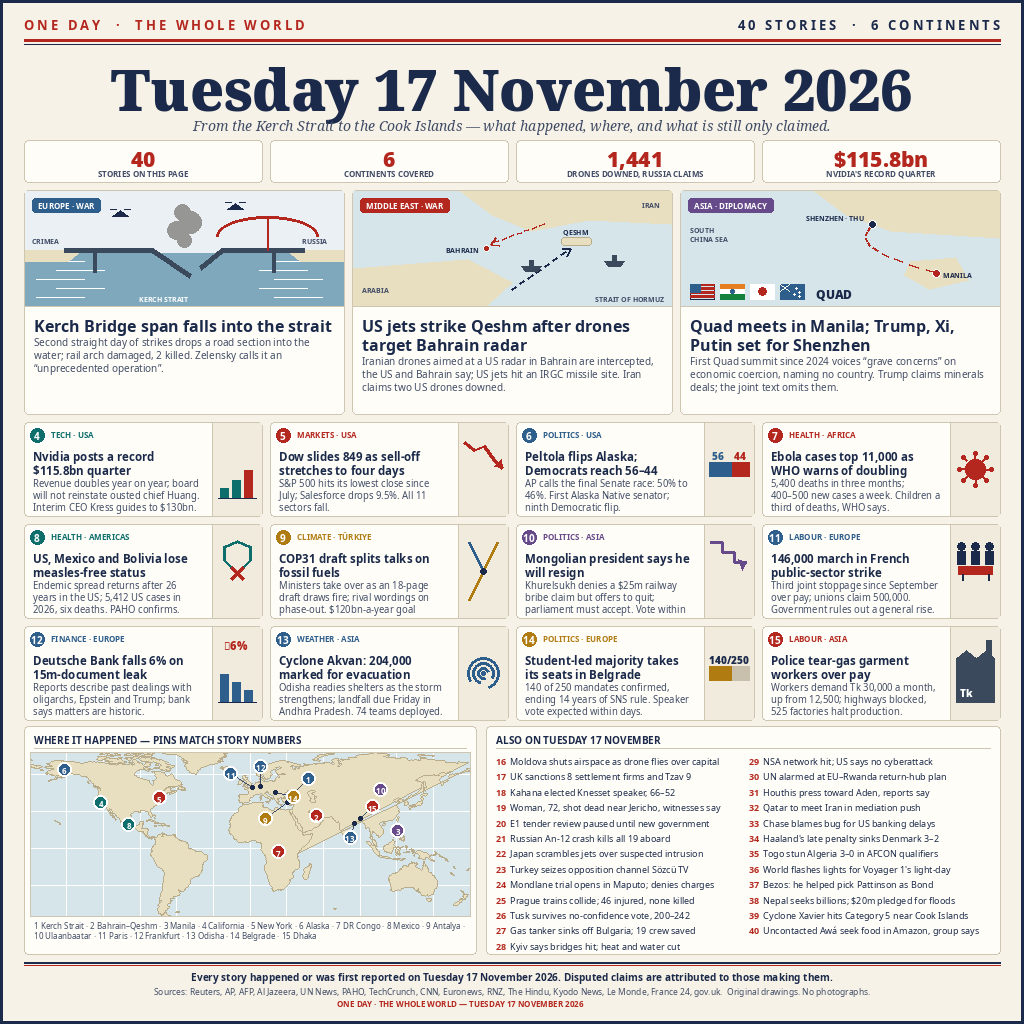 ONE DAY · THE WHOLE WORLD
40 STORIES · 6 CONTINENTS
Tuesday 17 November 2026
From the Kerch Strait to the Cook Islands — what happened, where, and what is still only claimed.
40
STORIES ON THIS PAGE
6
CONTINENTS COVERED
1,441
DRONES DOWNED, RUSSIA CLAIMS
$115.8bn
NVIDIA'S RECORD QUARTER
EUROPE · WAR
CRIMEA
RUSSIA
KERCH STRAIT
Kerch Bridge span falls into the strait
Second straight day of strikes drops a road section into the
water; rail arch damaged, 2 killed. Zelensky calls it an
“unprecedented operation”.
MIDDLE EAST · WAR
IRAN
QESHM
BAHRAIN
ARABIA
STRAIT OF HORMUZ
US jets strike Qeshm after drones
target Bahrain radar
Iranian drones aimed at a US radar in Bahrain are intercepted,
the US and Bahrain say; US jets hit an IRGC missile site. Iran
claims two US drones downed.
ASIA · DIPLOMACY
SHENZHEN · THU
SOUTH
CHINA SEA
MANILA
QUAD
Quad meets in Manila; Trump, Xi,
Putin set for Shenzhen
First Quad summit since 2024 voices “grave concerns” on
economic coercion, naming no country. Trump claims minerals
deals; the joint text omits them.
4 TECH · USA
Nvidia posts a record
$115.8bn quarter
Revenue doubles year on year; board
will not reinstate ousted chief Huang.
Interim CEO Kress guides to $130bn.
5 MARKETS · USA
Dow slides 849 as sell-off
stretches to four days
S&P 500 hits its lowest close since
July; Salesforce drops 9.5%. All 11
sectors fall.
6 POLITICS · USA
Peltola flips Alaska;
Democrats reach 56–44
AP calls the final Senate race: 50% to
46%. First Alaska Native senator;
ninth Democratic flip.
56 44
7 HEALTH · AFRICA
Ebola cases top 11,000 as
WHO warns of doubling
5,400 deaths in three months;
400–500 new cases a week. Children a
third of deaths, WHO says.
8 HEALTH · AMERICAS
US, Mexico and Bolivia lose
measles-free status
Endemic spread returns after 26
years in the US; 5,412 US cases in
2026, six deaths. PAHO confirms.
9 CLIMATE · TÜRKIYE
COP31 draft splits talks on
fossil fuels
Ministers take over as an 18-page
draft draws fire; rival wordings on
phase-out. $120bn-a-year goal
10 POLITICS · ASIA
Mongolian president says he
will resign
Khurelsukh denies a $25m railway
bribe claim but offers to quit;
parliament must accept. Vote within
11 LABOUR · EUROPE
146,000 march in French
public-sector strike
Third joint stoppage since September
over pay; unions claim 500,000.
Government rules out a general rise.
12 FINANCE · EUROPE
Deutsche Bank falls 6% on
15m-document leak
Reports describe past dealings with
oligarchs, Epstein and Trump; bank
says matters are historic.
6%
13 WEATHER · ASIA
Cyclone Akvan: 204,000
marked for evacuation
Odisha readies shelters as the storm
strengthens; landfall due Friday in
Andhra Pradesh. 74 teams deployed.
14 POLITICS · EUROPE
Student-led majority takes
its seats in Belgrade
140 of 250 mandates confirmed,
ending 14 years of SNS rule. Speaker
vote expected within days.
140/250
15 LABOUR · ASIA
Police tear-gas garment
workers over pay
Workers demand Tk 30,000 a month,
up from 12,500; highways blocked,
525 factories halt production.
Tk
WHERE IT HAPPENED — PINS MATCH STORY NUMBERS
6
11
12
1
10
4
5
14
15
8
9
2
13
3
7
1 Kerch Strait · 2 Bahrain–Qeshm · 3 Manila · 4 California · 5 New York · 6 Alaska · 7 DR Congo · 8 Mexico · 9 Antalya ·
10 Ulaanbaatar · 11 Paris · 12 Frankfurt · 13 Odisha · 14 Belgrade · 15 Dhaka
ALSO ON TUESDAY 17 NOVEMBER
16 Moldova shuts airspace as drone flies over capital
17 UK sanctions 8 settlement firms and Tzav 9
18 Kahana elected Knesset speaker, 66–52
19 Woman, 72, shot dead near Jericho, witnesses say
20 E1 tender review paused until new government
21 Russian An-12 crash kills all 19 aboard
22 Japan scrambles jets over suspected intrusion
23 Turkey seizes opposition channel Sözcü TV
24 Mondlane trial opens in Maputo; denies charges
25 Prague trains collide; 46 injured, none killed
26 Tusk survives no-confidence vote, 200–242
27 Gas tanker sinks off Bulgaria; 19 crew saved
28 Kyiv says bridges hit; heat and water cut
29 NSA network hit; US says no cyberattack
30 UN alarmed at EU–Rwanda return-hub plan
31 Houthis press toward Aden, reports say
32 Qatar to meet Iran in mediation push
33 Chase blames bug for US banking delays
34 Haaland's late penalty sinks Denmark 3–2
35 Togo stun Algeria 3–0 in AFCON qualifiers
36 World flashes lights for Voyager 1's light-day
37 Bezos: he helped pick Pattinson as Bond
38 Nepal seeks billions; $20m pledged for floods
39 Cyclone Xavier hits Category 5 near Cook Islands
40 Uncontacted Awá seek food in Amazon, group says
Every story happened or was first reported on Tuesday 17 November 2026. Disputed claims are attributed to those making them.
Sources: Reuters, AP, AFP, Al Jazeera, UN News, PAHO, TechCrunch, CNN, Euronews, RNZ, The Hindu, Kyodo News, Le Monde, France 24, gov.uk. Original drawings. No photographs.
ONE DAY · THE WHOLE WORLD — TUESDAY 17 NOVEMBER 2026